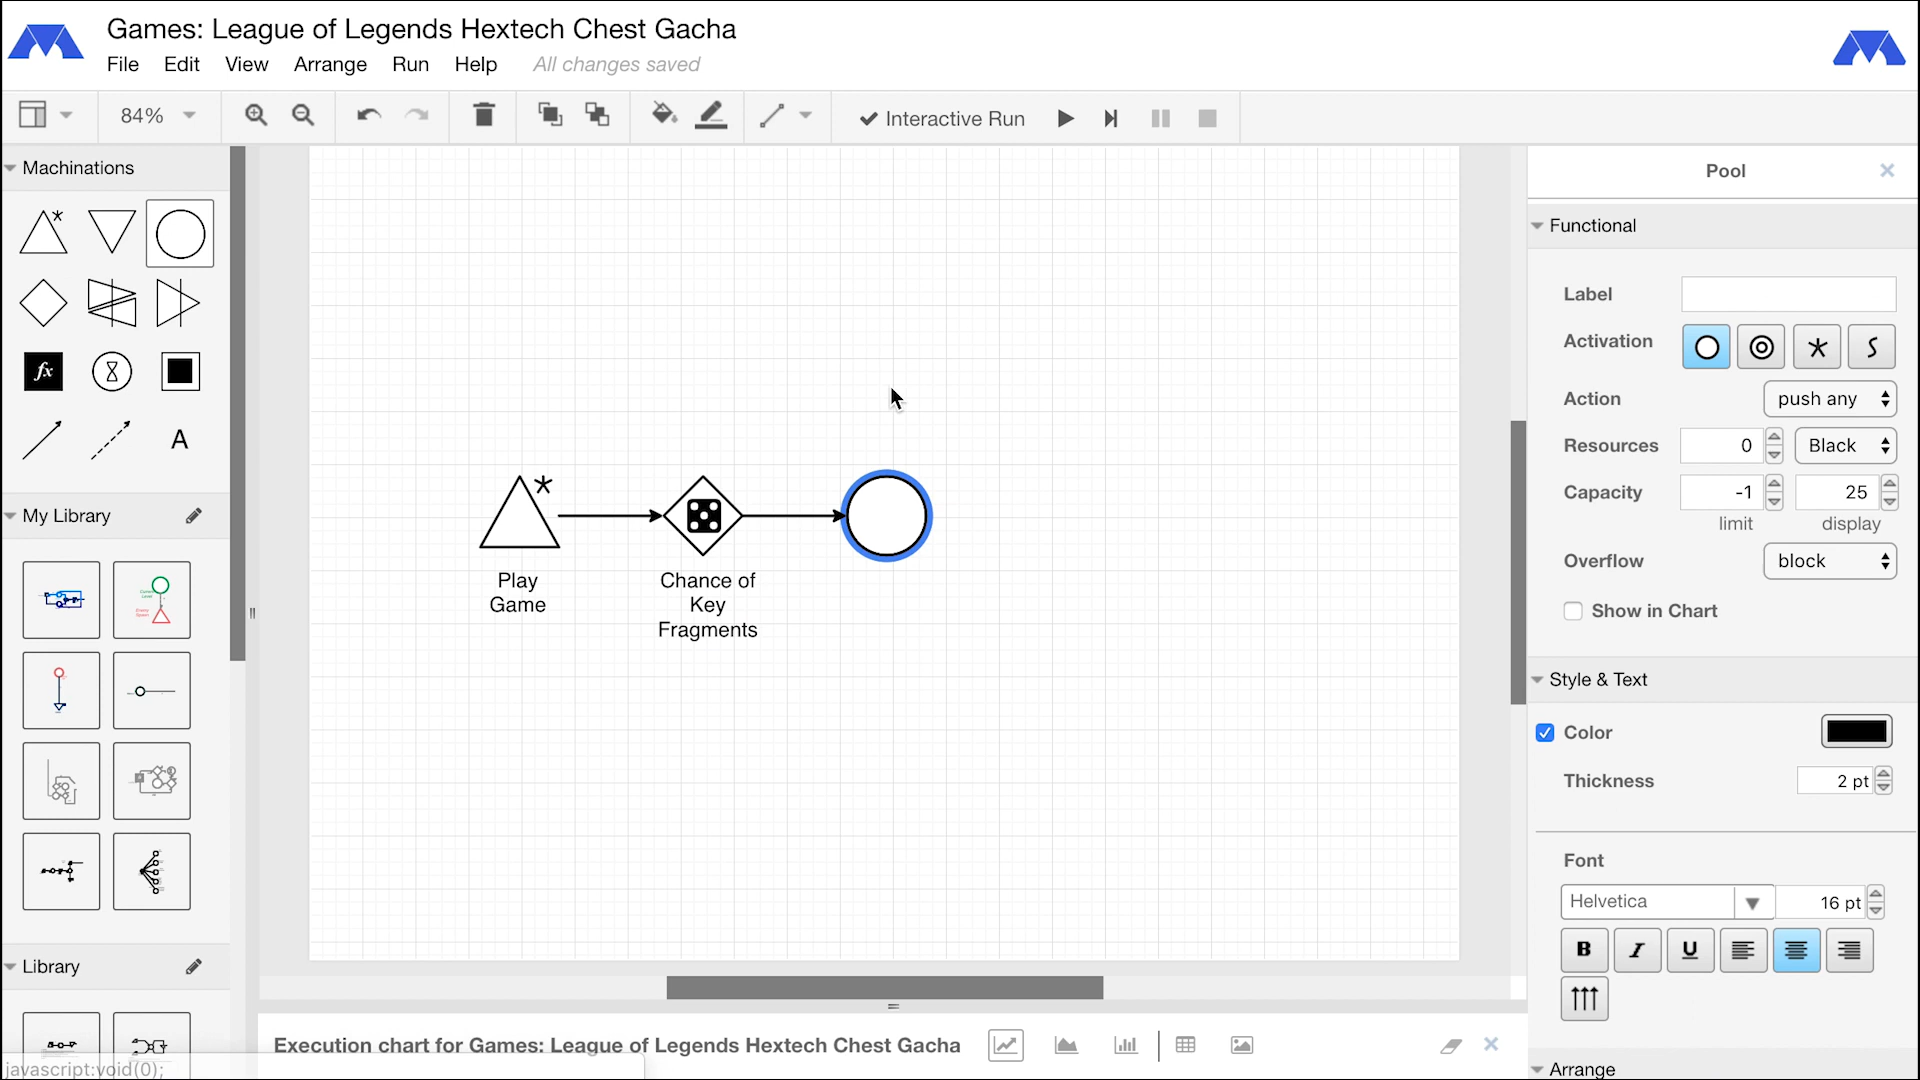 Games: League of Legends Hextech Chest Gacha
File Edit View Arrange Run Help All changes saved
84% Interactive Run
Machinations
*
fx
A
My Library
Library
javascript:void(0);
*
Play
Game
Chance of
Key
Fragments
Execution chart for Games: League of Legends Hextech Chest Gacha
Pool
Functional
Label
Activation
Action push any
Resources 0 Black
Capacity -1 25
limit display
Overflow block
Show in Chart
Style & Text
Color
Thickness 2 pt
Font
Helvetica 16 pt
B I U
Arrange